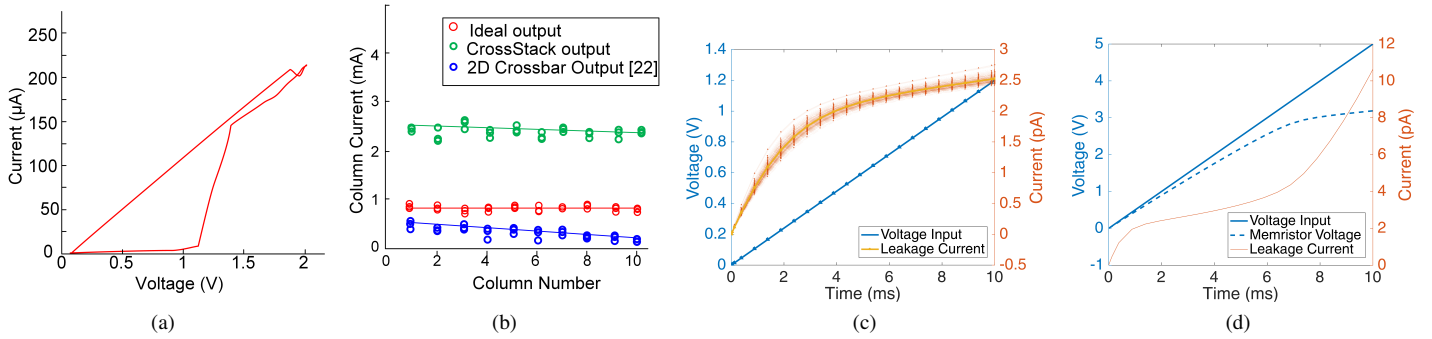 250
200
150
100
50
0
Current (µA)
0
0.5
1
1.5
2
Voltage (V)
(a)
4
3
2
1
0
Column Current (mA)
Ideal output
CrossStack output
2D Crossbar Output [22]
0
2
4
6
8
10
Column Number
(b)
1.4
1.2
1
0.8
0.6
0.4
0.2
0
Voltage (V)
3
2.5
2
1.5
1
0.5
0
-0.5
Current (pA)
Voltage Input
Leakage Current
0
2
4
6
8
10
Time (ms)
(c)
5
4
3
2
1
0
-1
Voltage (V)
12
10
8
6
4
2
0
Current (pA)
Voltage Input
Memristor Voltage
Leakage Current
0
2
4
6
8
10
Time (ms)
(d)